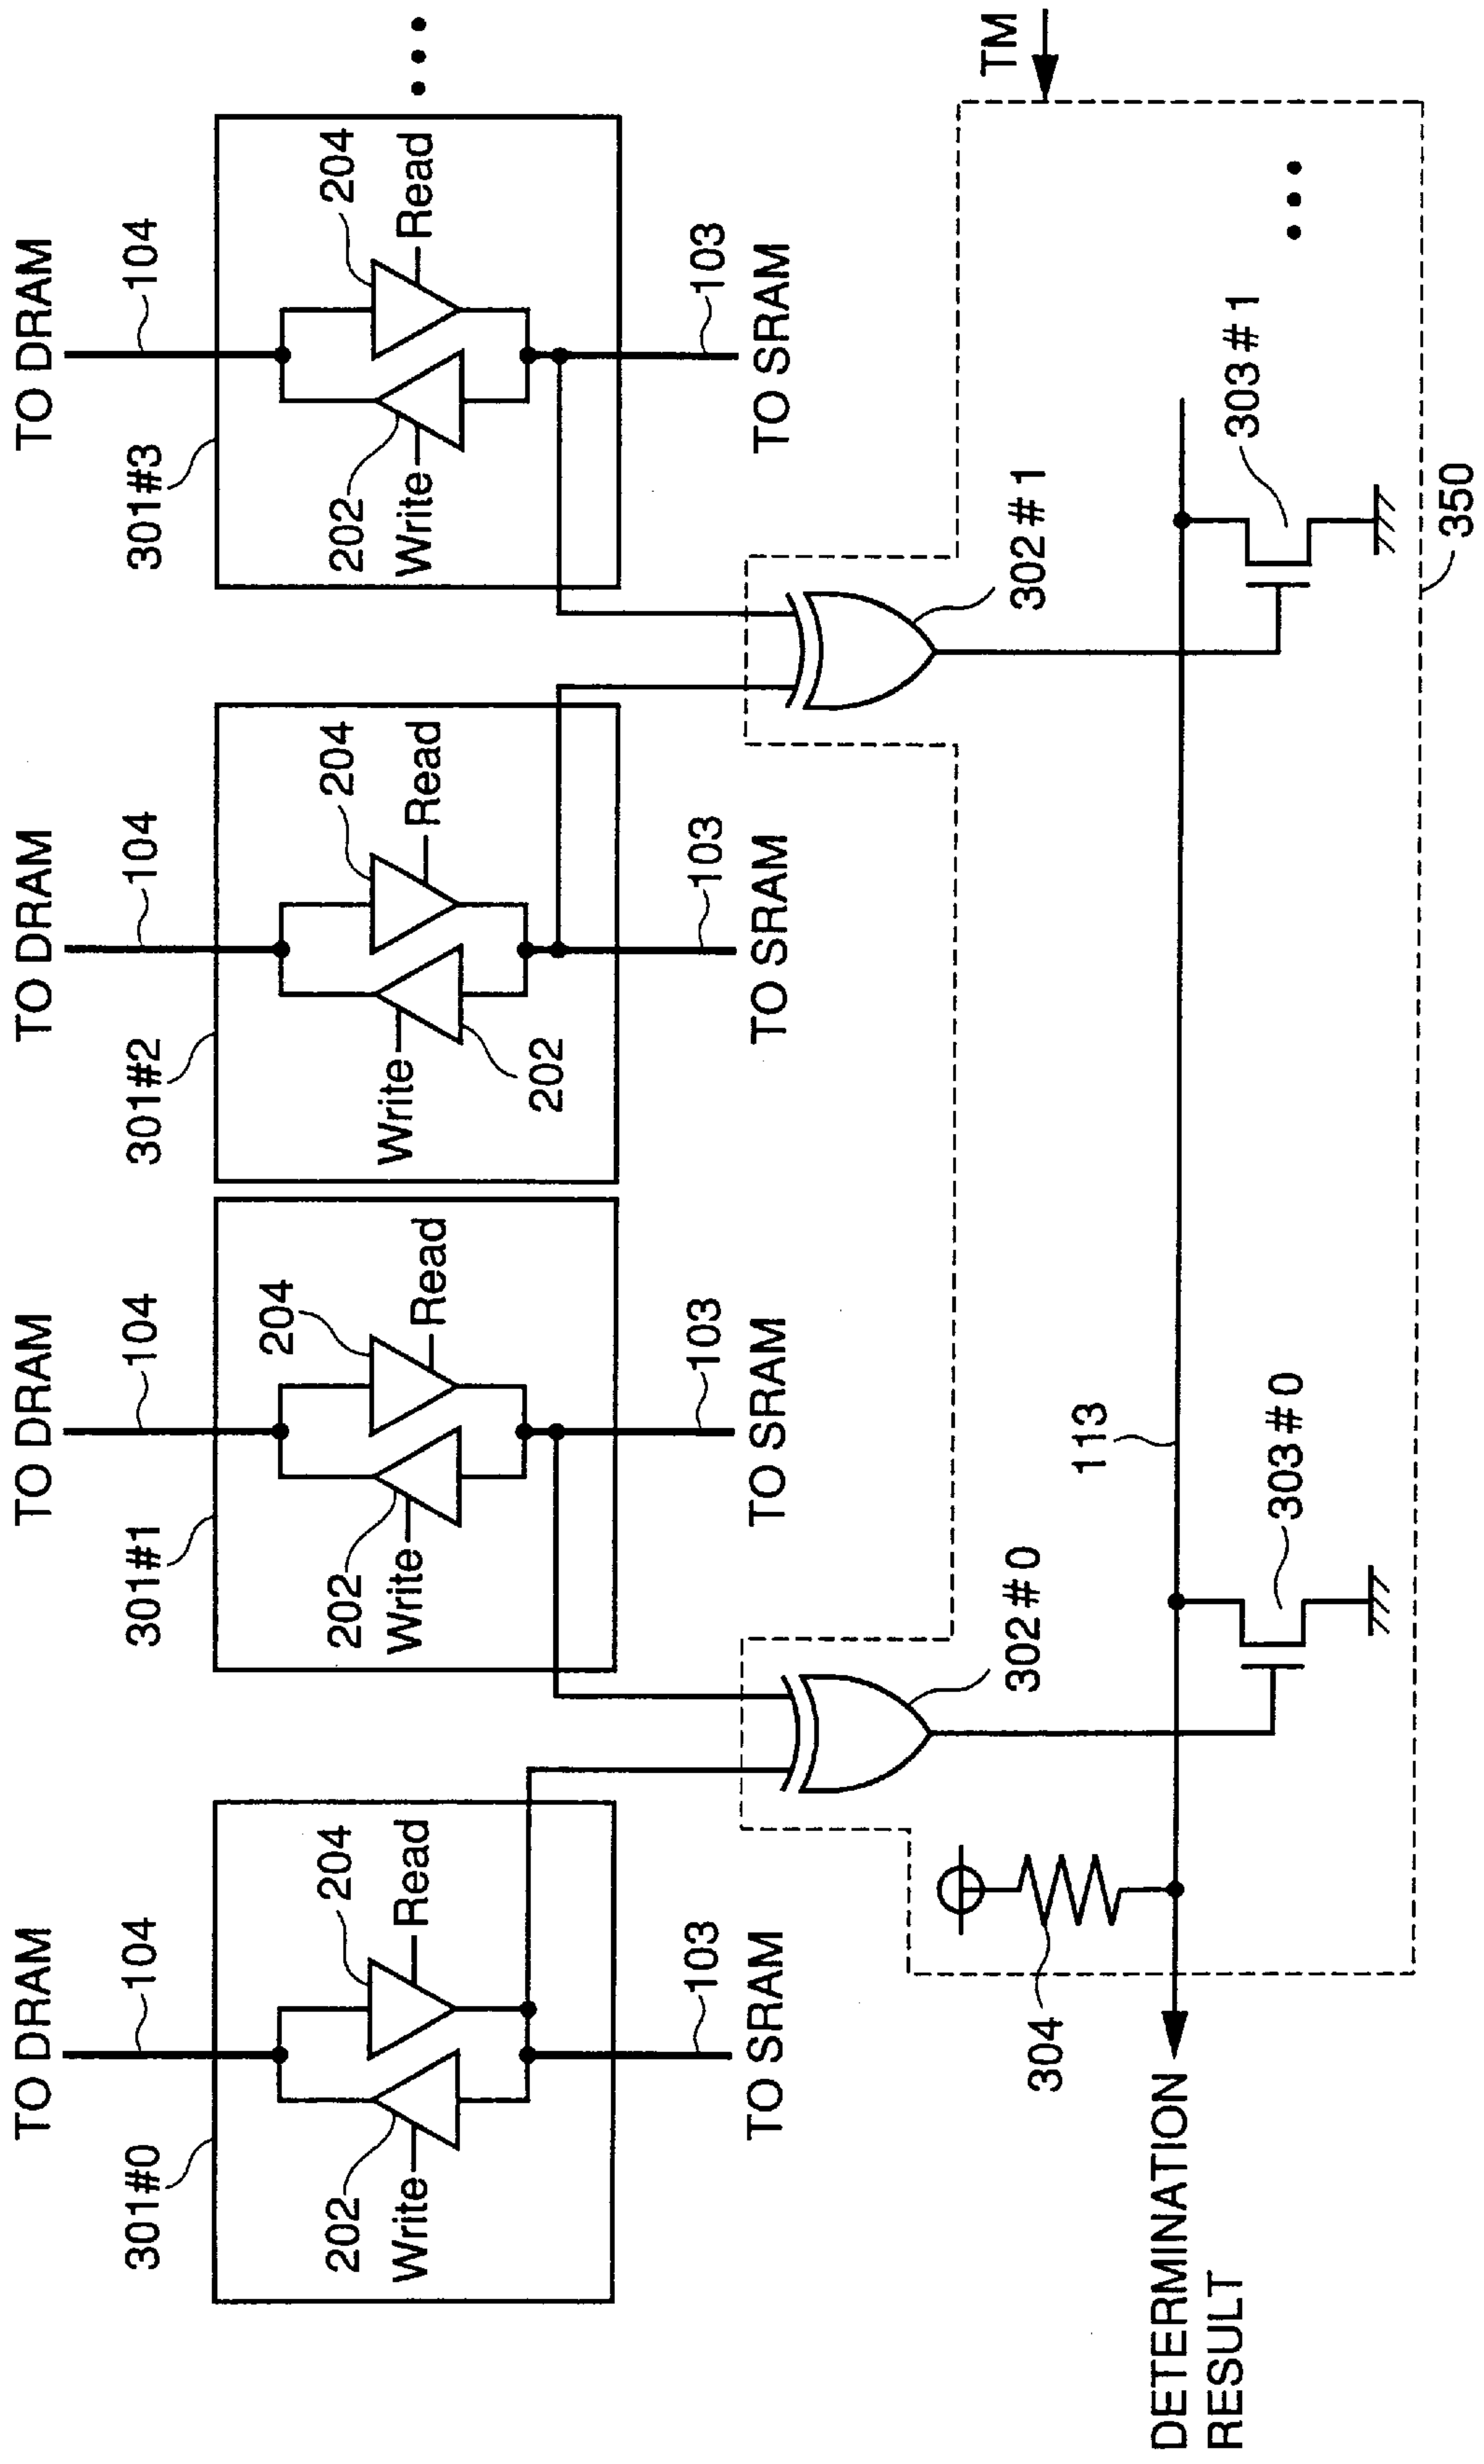 TO DRAM
TO DRAM
TO DRAM
TO DRAM
301#0
104
301#1
104
301#2
104
301#3
104
202
204
Write
Read
202
204
Write
Read
202
204
Write
Read
202
204
Write
Read
103
103
103
103
TO SRAM
TO SRAM
TO SRAM
TO SRAM
TM
304
302#0
302#1
113
DETERMINATION
RESULT
303#0
303#1
350